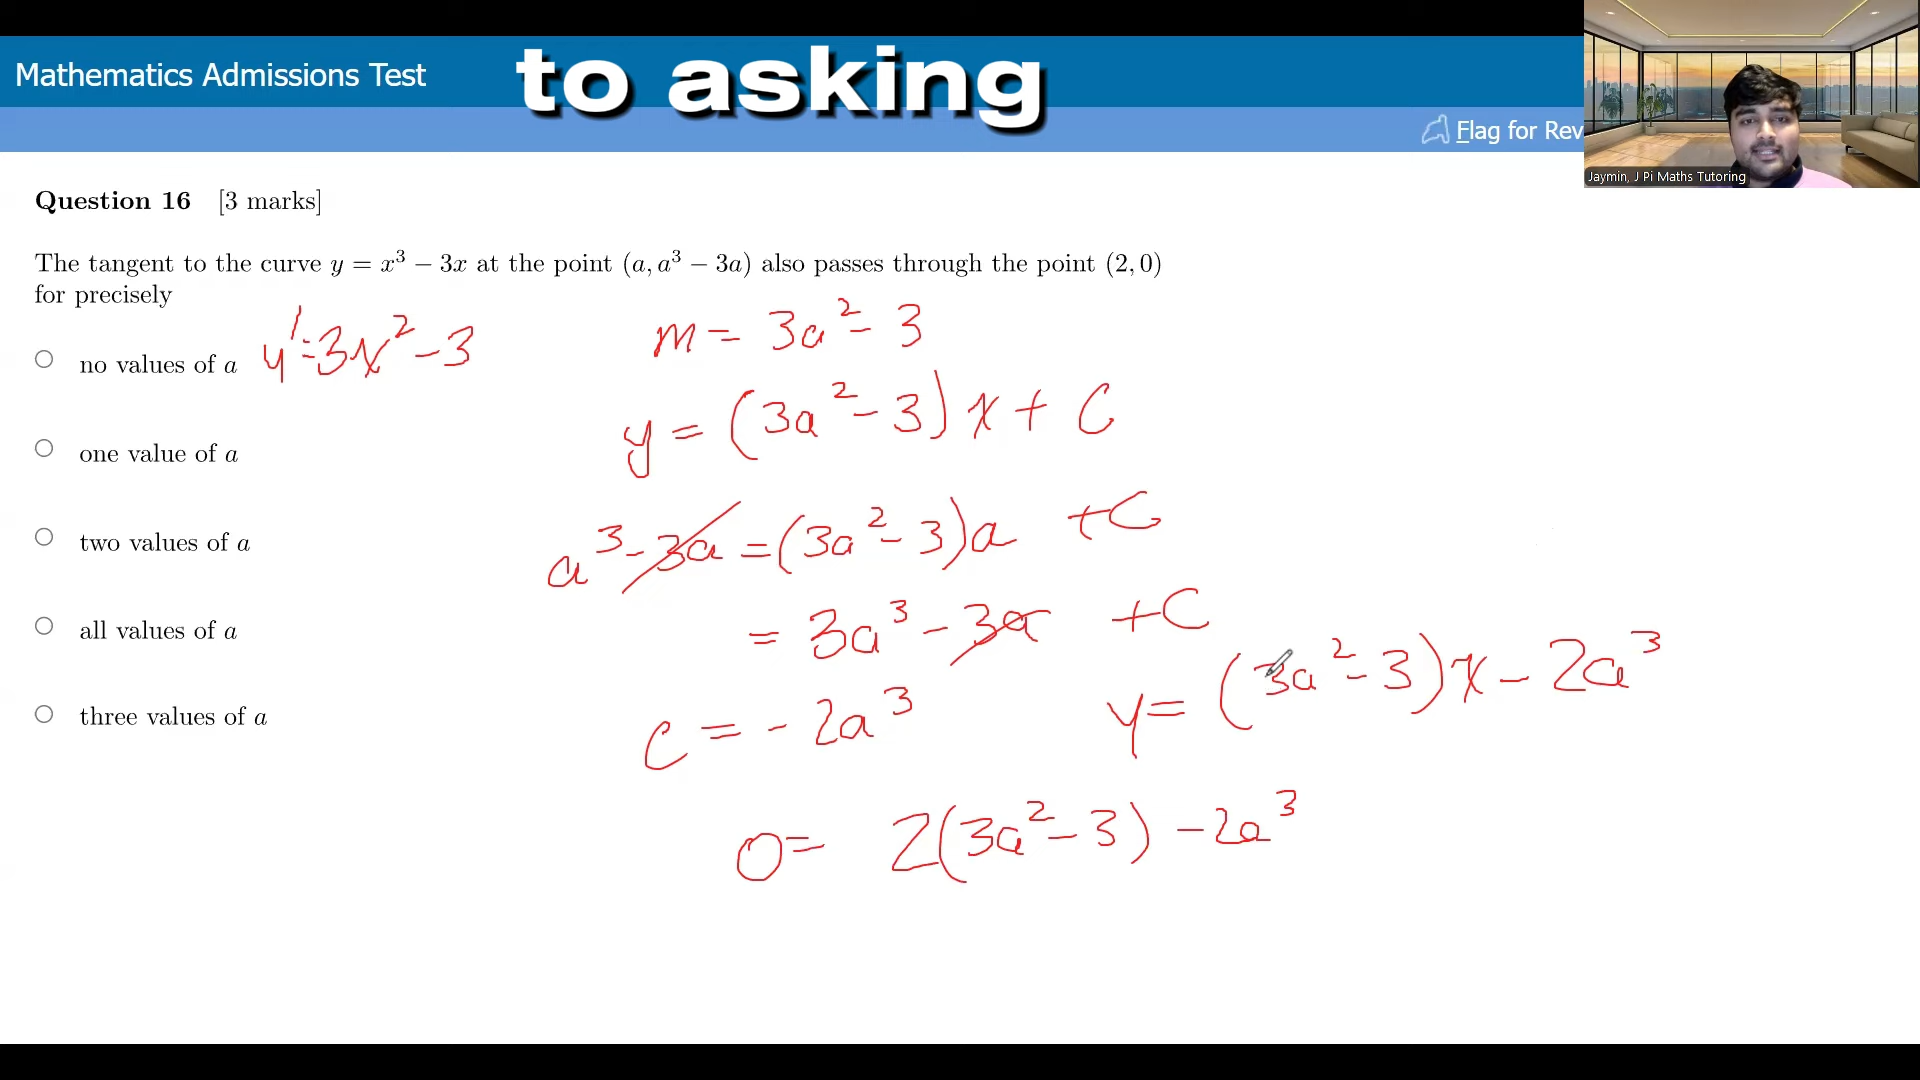 to asking
Mathematics Admissions Test
Flag for Rev
Jaymin, J Pi Maths Tutoring
Question 16 [3 marks]
The tangent to the curve y = x³ − 3x at the point (a, a³ − 3a) also passes through the point (2, 0)
for precisely
no values of a
one value of a
two values of a
all values of a
three values of a
y' = 3x² − 3
m = 3a² − 3
y = (3a² − 3)x + C
a³ − 3a = (3a² − 3)a + C
= 3a³ − 3a + C
C = − 2a³
y = (3a² − 3)x − 2a³
0 = 2(3a² − 3) − 2a³